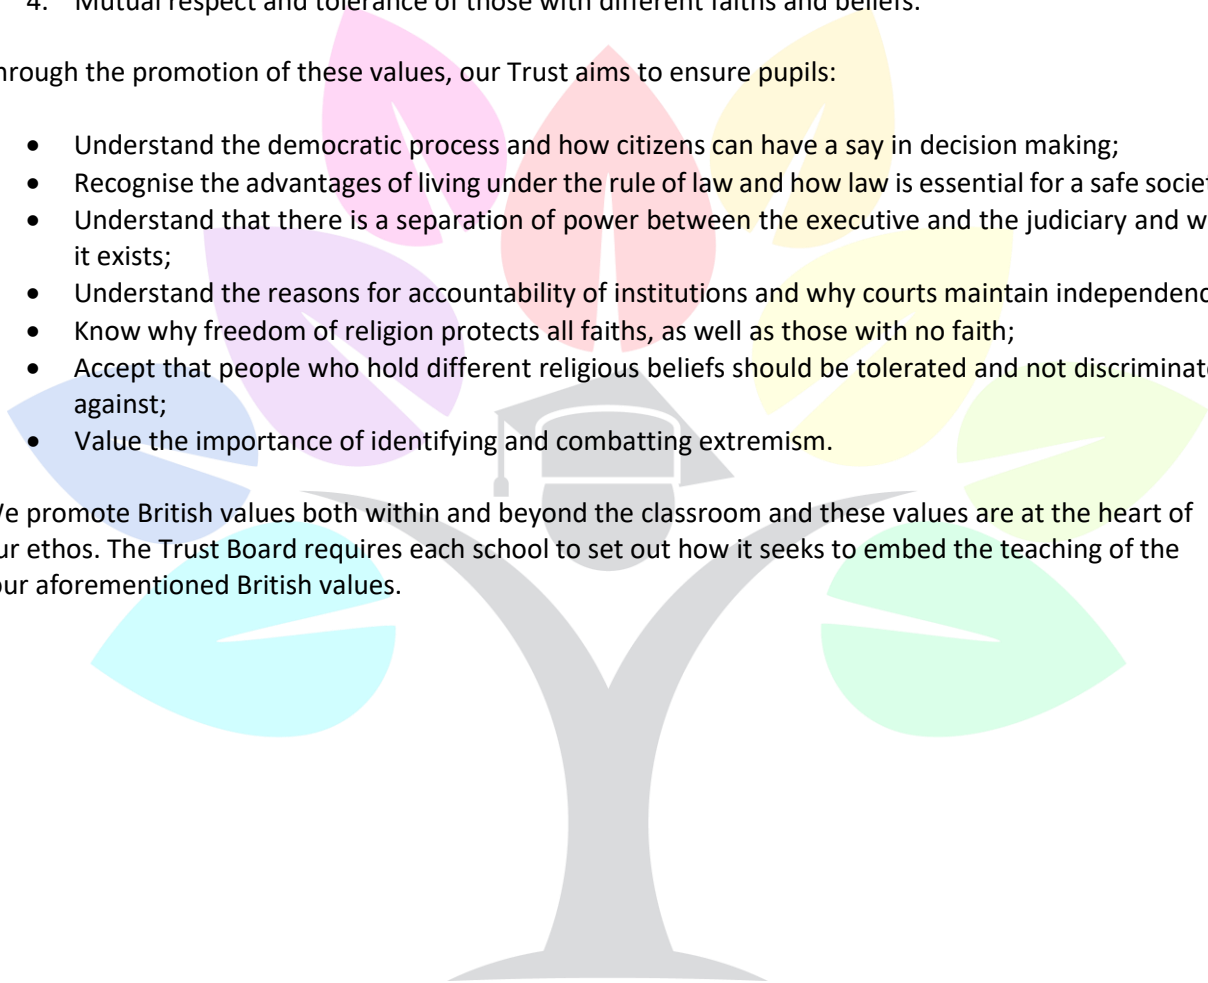 4. Mutual respect and tolerance of those with different faiths and beliefs.
hrough the promotion of these values, our Trust aims to ensure pupils:
• Understand the democratic process and how citizens can have a say in decision making;
• Recognise the advantages of living under the rule of law and how law is essential for a safe
• Understand that there is a separation of power between the executive and the judiciary and
it exists;
• Understand the reasons for accountability of institutions and why courts maintain
• Know why freedom of religion protects all faiths, as well as those with no faith;
• Accept that people who hold different religious beliefs should be tolerated and not
against;
• Value the importance of identifying and combatting extremism.
e promote British values both within and beyond the classroom and these values are at the heart of
ur ethos. The Trust Board requires each school to set out how it seeks to embed the teaching of the
our aforementioned British values.